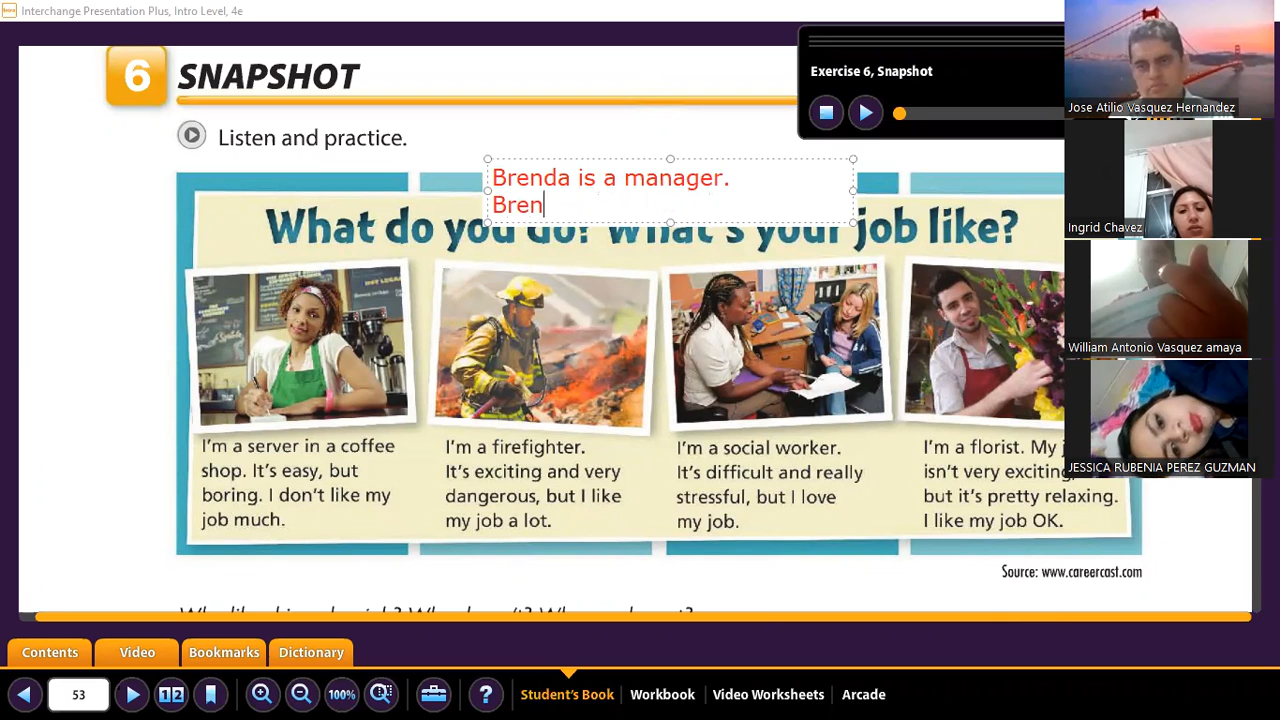 Interchange Presentation Plus, Intro Level, 4e
6 SNAPSHOT
Listen and practice.
Exercise 6, Snapshot
Brenda is a manager.
Bren
What do you do? What's your job like?
I'm a server in a coffee
shop. It's easy, but
boring. I don't like my
job much.
I'm a firefighter.
It's exciting and very
dangerous, but I like
my job a lot.
I'm a social worker.
It's difficult and really
stressful, but I love
my job.
I'm a florist. My j
isn't very exciting,
but it's pretty relaxing.
I like my job OK.
Source: www.careercast.com
Jose Atilio Vasquez Hernandez
Ingrid Chavez
William Antonio Vasquez amaya
JESSICA RUBENIA PEREZ GUZMAN
Contents
Video
Bookmarks
Dictionary
53
1 2
100%
?
Student's Book
Workbook
Video Worksheets
Arcade